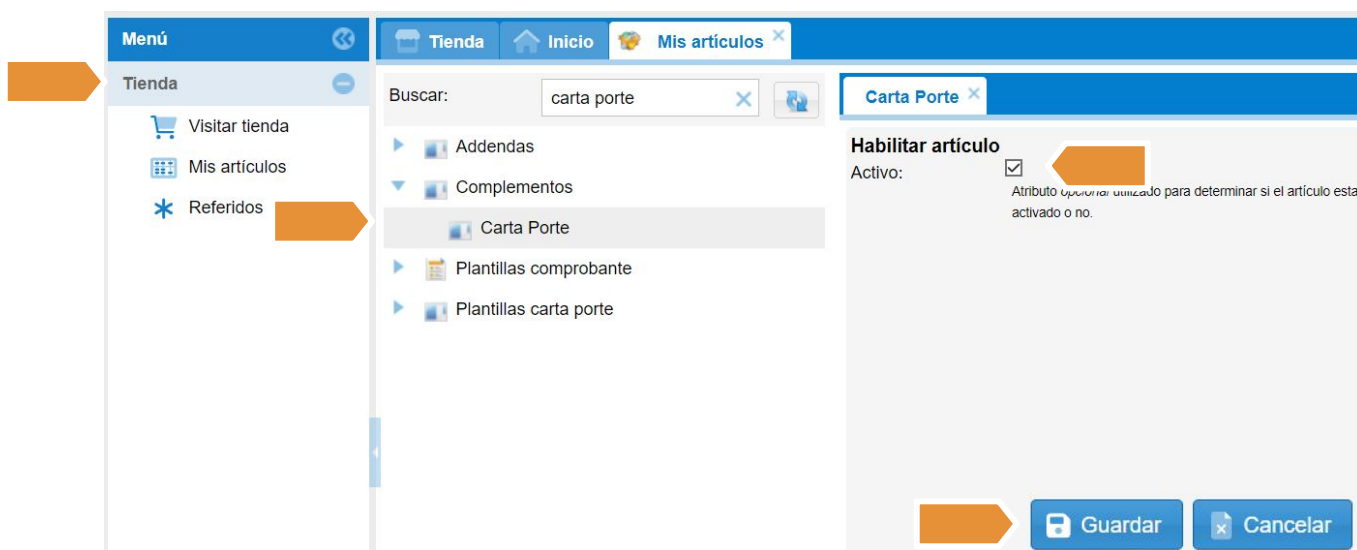 Menú
Tienda
Visitar tienda
Mis artículos
Referidos
Tienda Inicio Mis artículos
Buscar: carta porte
Addendas
Complementos
Carta Porte
Plantillas comprobante
Plantillas carta porte
Carta Porte
Habilitar artículo
Activo:
Atributo opcional utilizado para determinar si el artículo esta
activado o no.
Guardar Cancelar